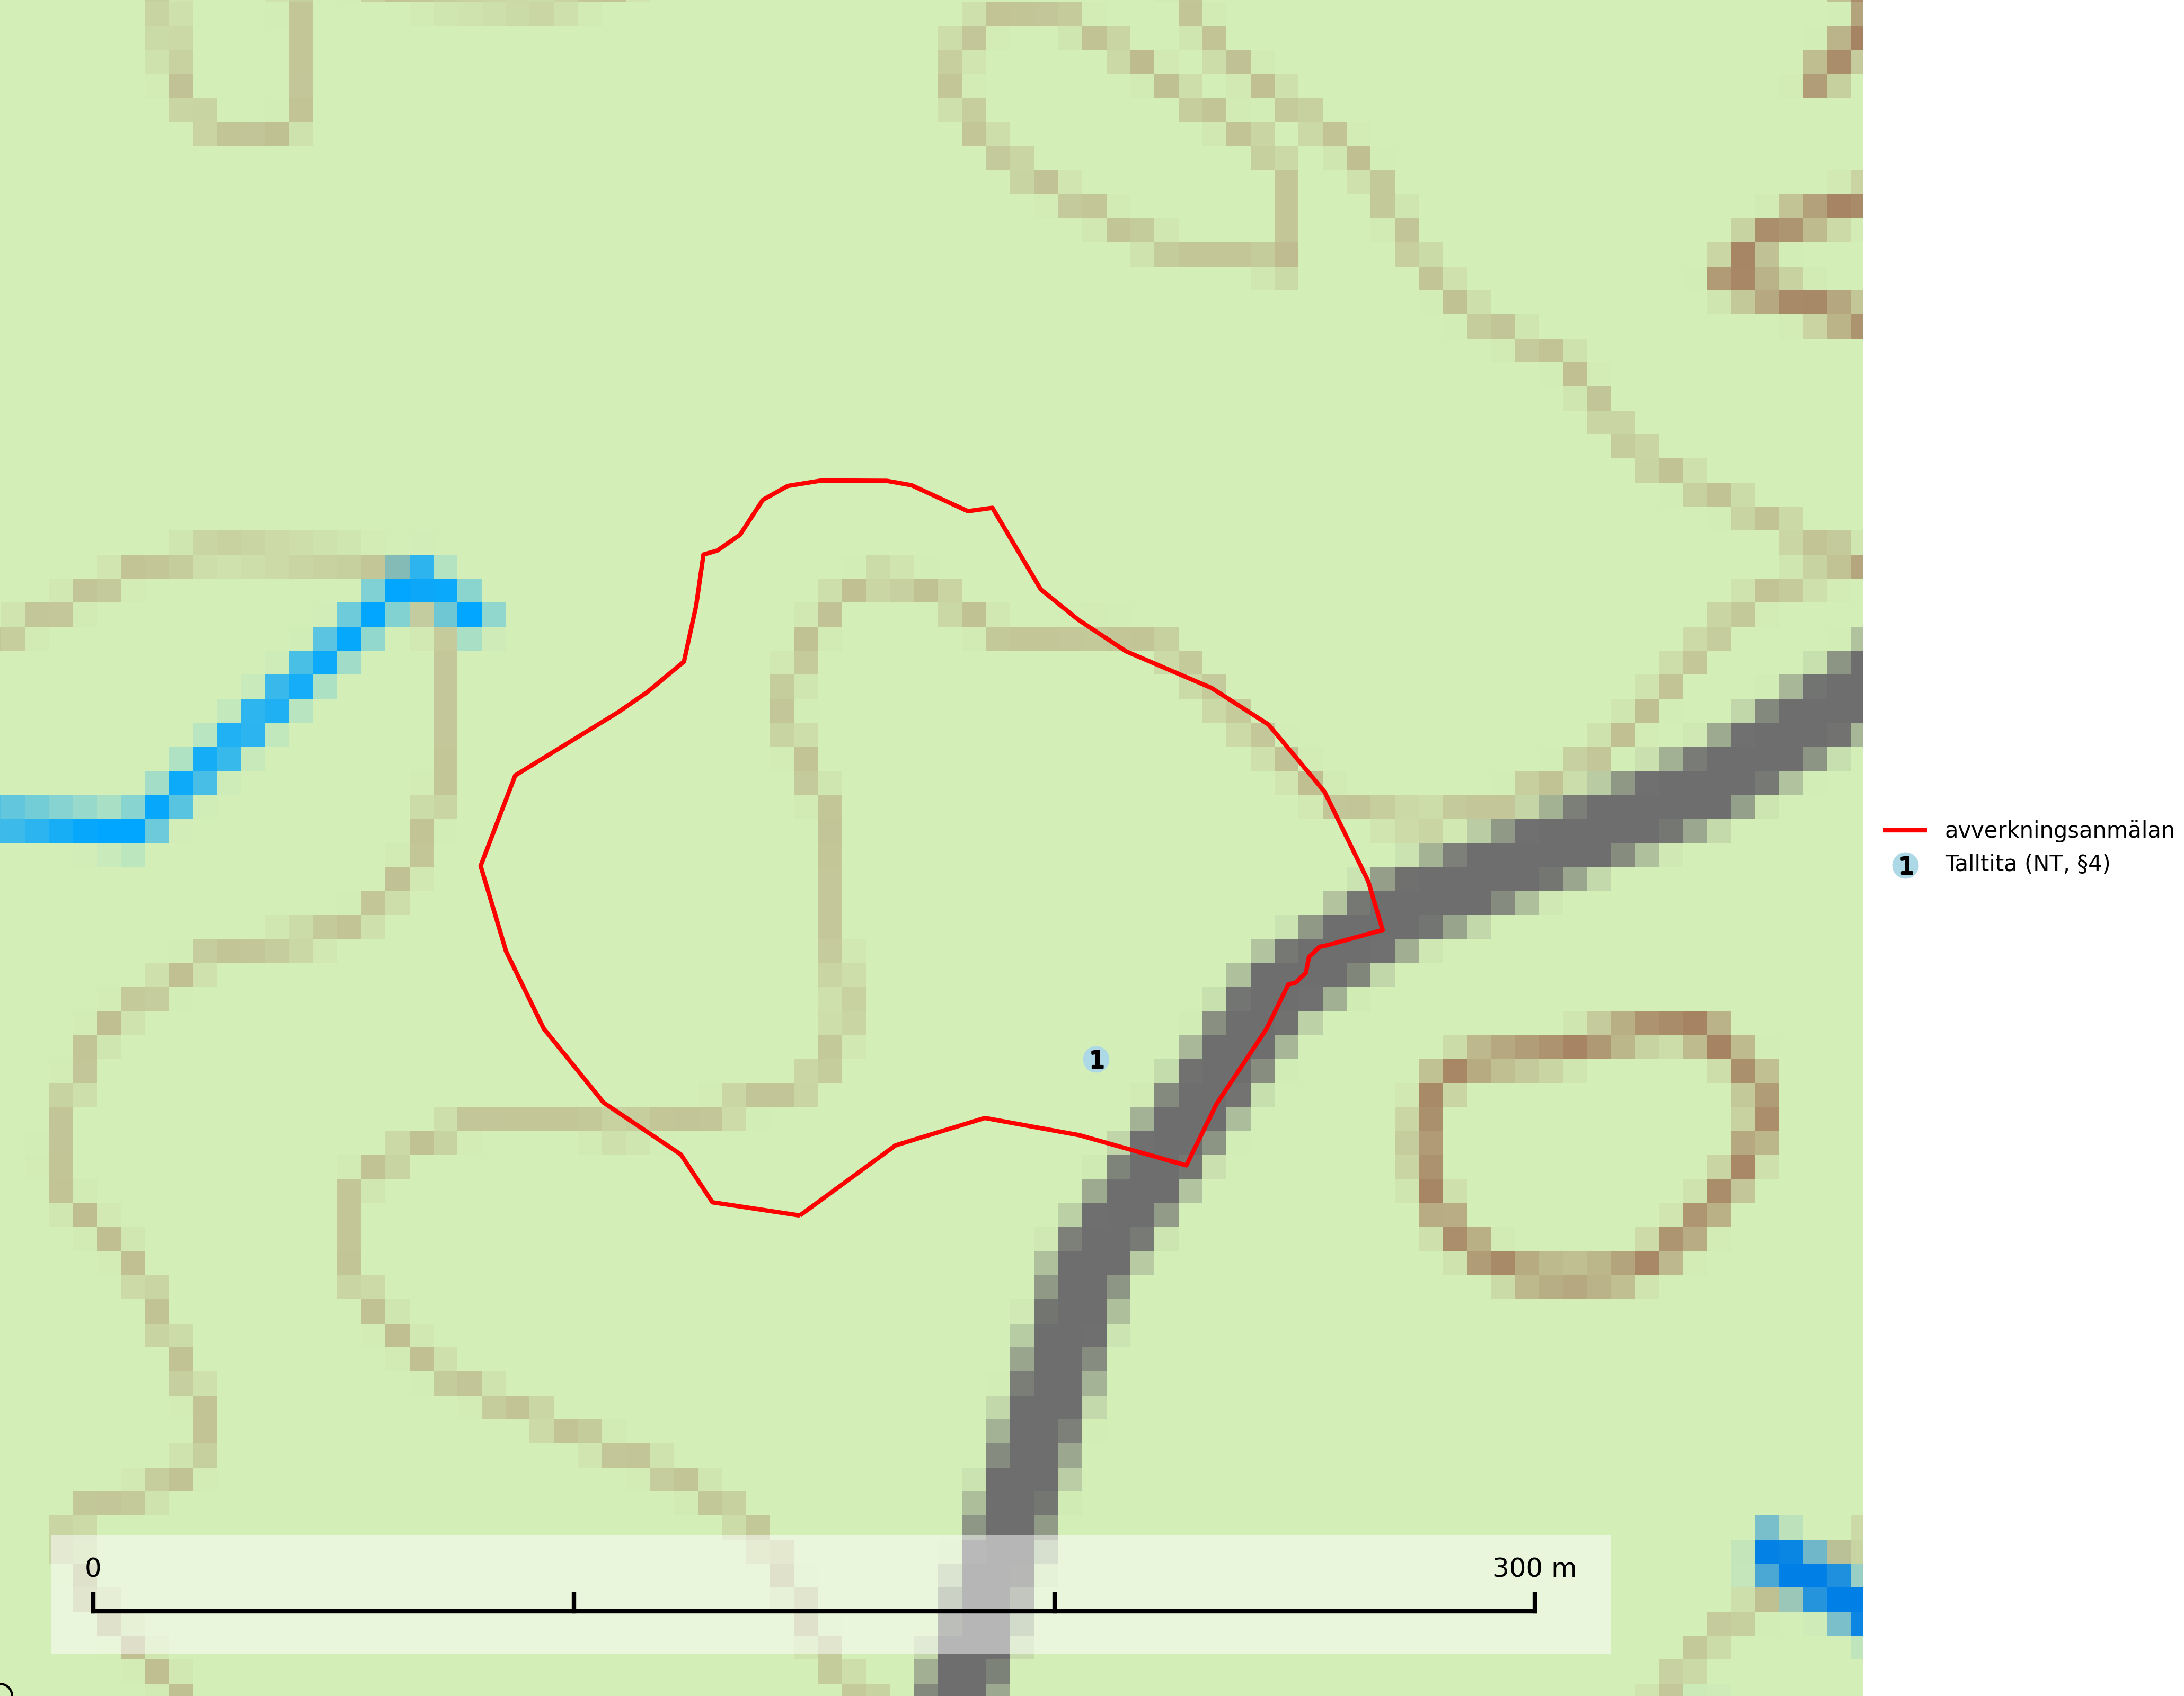 avverkningsanmälan
1 Talltita (NT, §4)
1
0 300 m